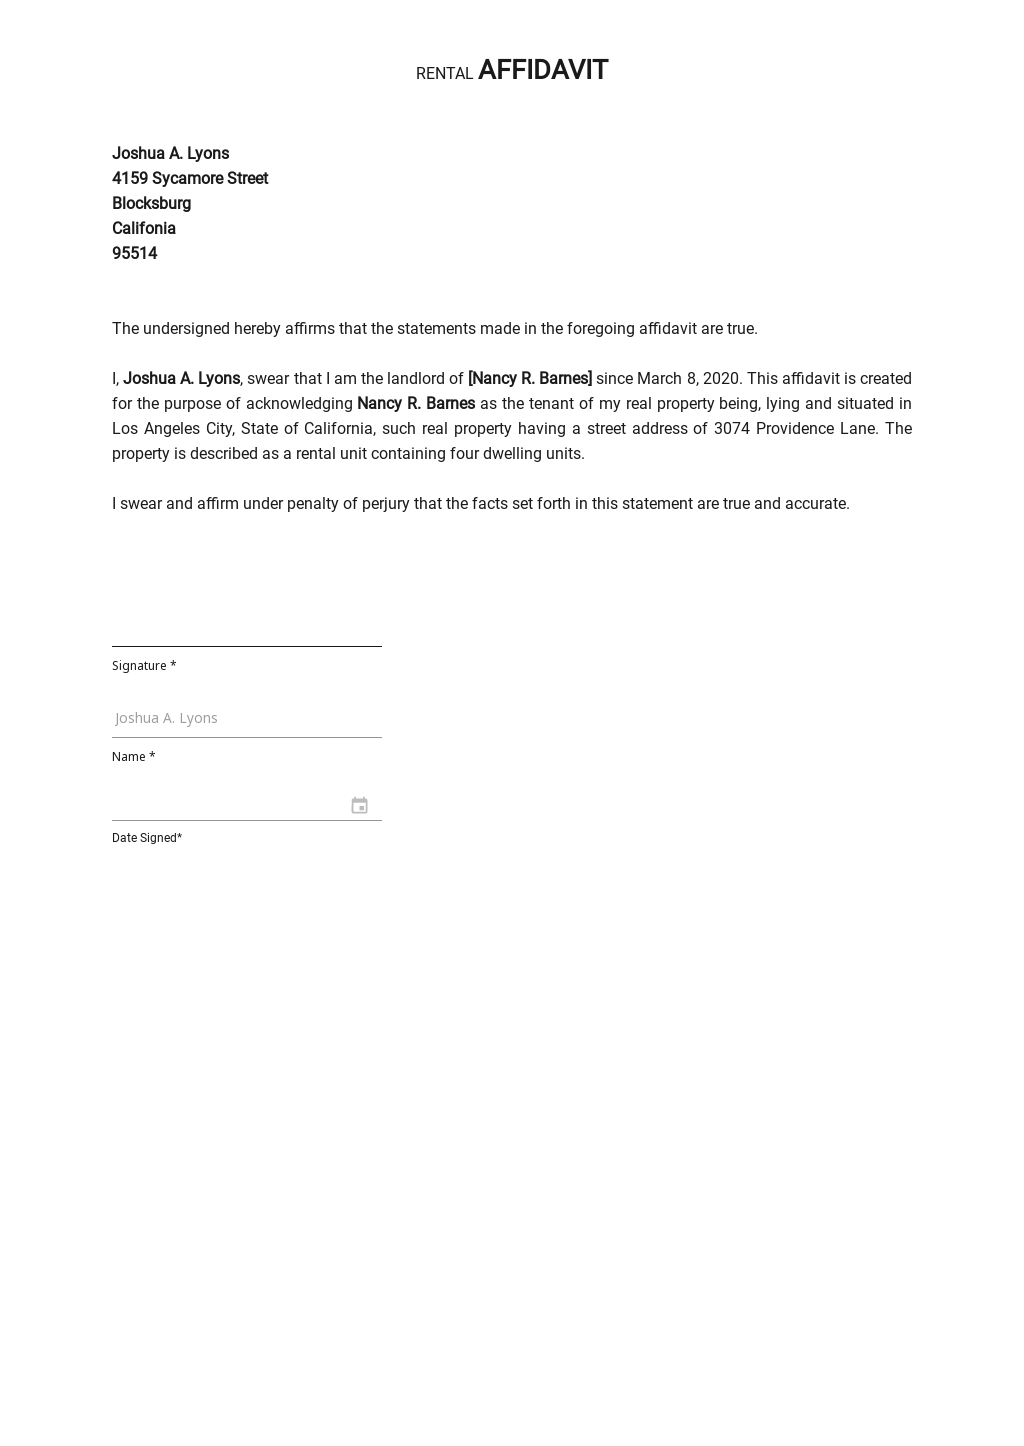 RENTAL AFFIDAVIT
Joshua A. Lyons
4159 Sycamore Street
Blocksburg
Califonia
95514
The undersigned hereby affirms that the statements made in the foregoing affidavit are true.
I, Joshua A. Lyons, swear that I am the landlord of [Nancy R. Barnes] since March 8, 2020. This affidavit is created
for the purpose of acknowledging Nancy R. Barnes as the tenant of my real property being, lying and situated in
Los Angeles City, State of California, such real property having a street address of 3074 Providence Lane. The
property is described as a rental unit containing four dwelling units.
I swear and affirm under penalty of perjury that the facts set forth in this statement are true and accurate.
Signature *
Joshua A. Lyons
Name *
Date Signed*